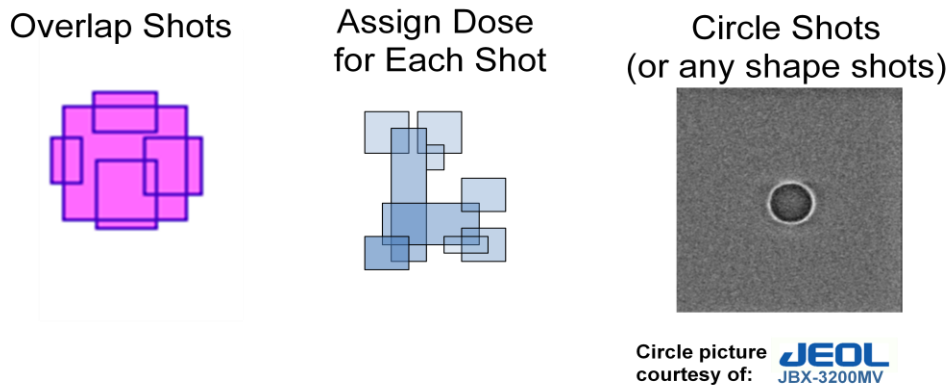 Overlap Shots
Assign Dose
for Each Shot
Circle Shots
(or any shape shots)
Circle picture
courtesy of:
JEOL
JBX-3200MV